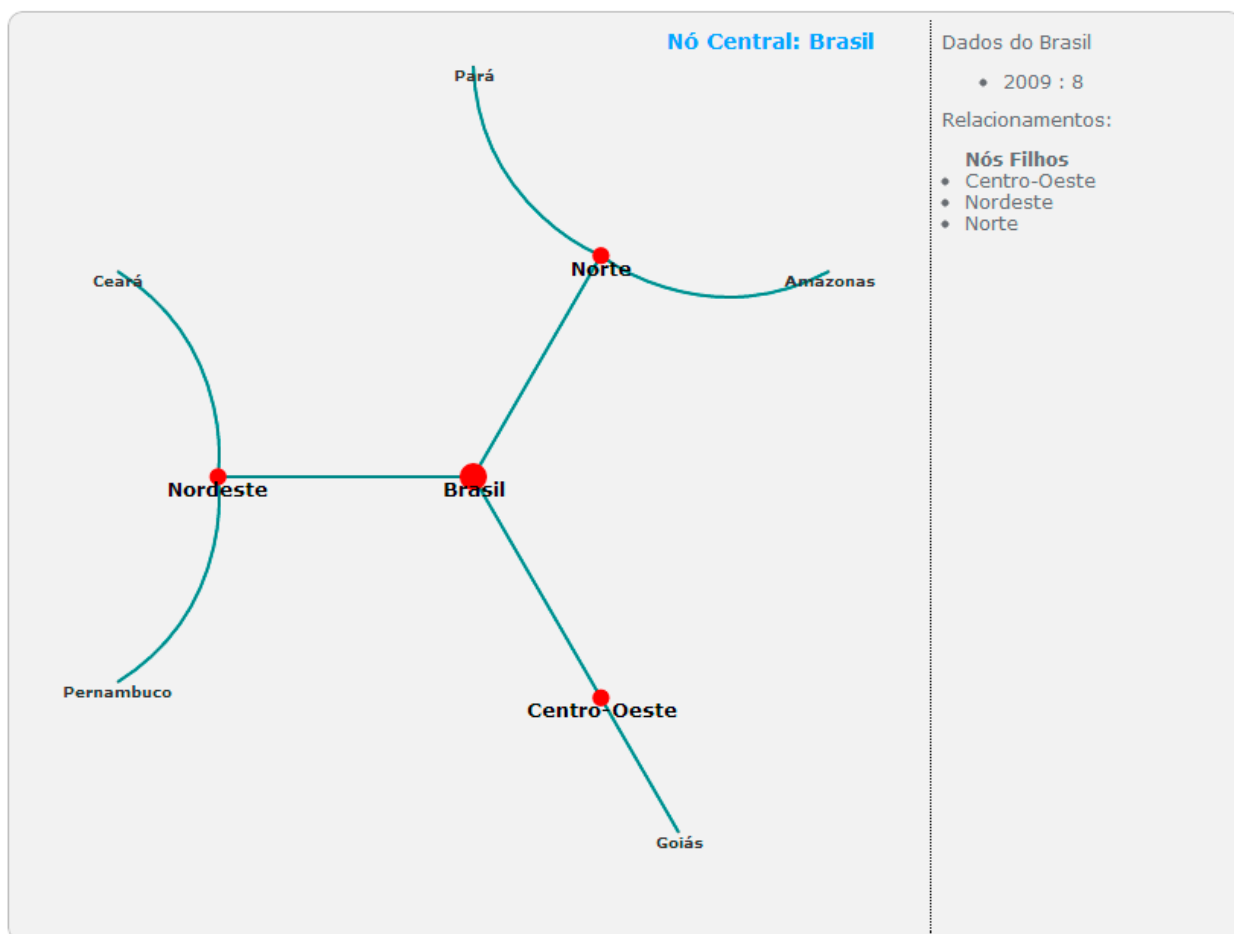 Nó Central: Brasil
Pará
Ceará
Norte
Amazonas
Nordeste
Brasil
Pernambuco
Centro-Oeste
Goiás
Dados do Brasil
2009 : 8
Relacionamentos:
Nós Filhos
Centro-Oeste
Nordeste
Norte